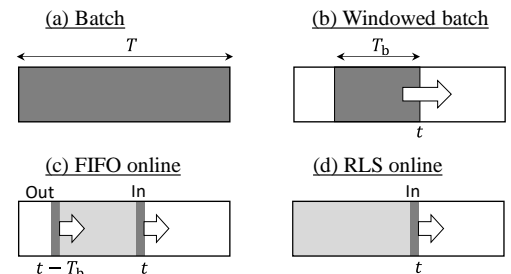 (a) Batch
(b) Windowed batch
T
T_b
t
(c) FIFO online
(d) RLS online
Out
In
In
t − T_b
t
t